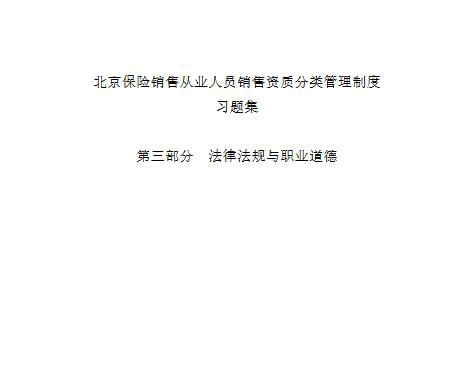 北京保险销售从业人员销售资质分类管理制度
习题集
第三部分　法律法规与职业道德